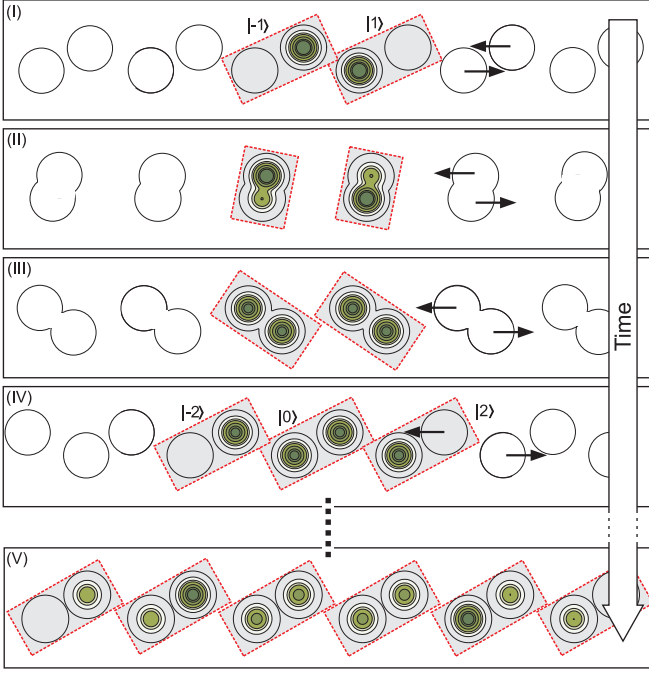 (I)
|-1⟩
|1⟩
(II)
(III)
Time
(IV)
|-2⟩
|0⟩
|2⟩
(V)